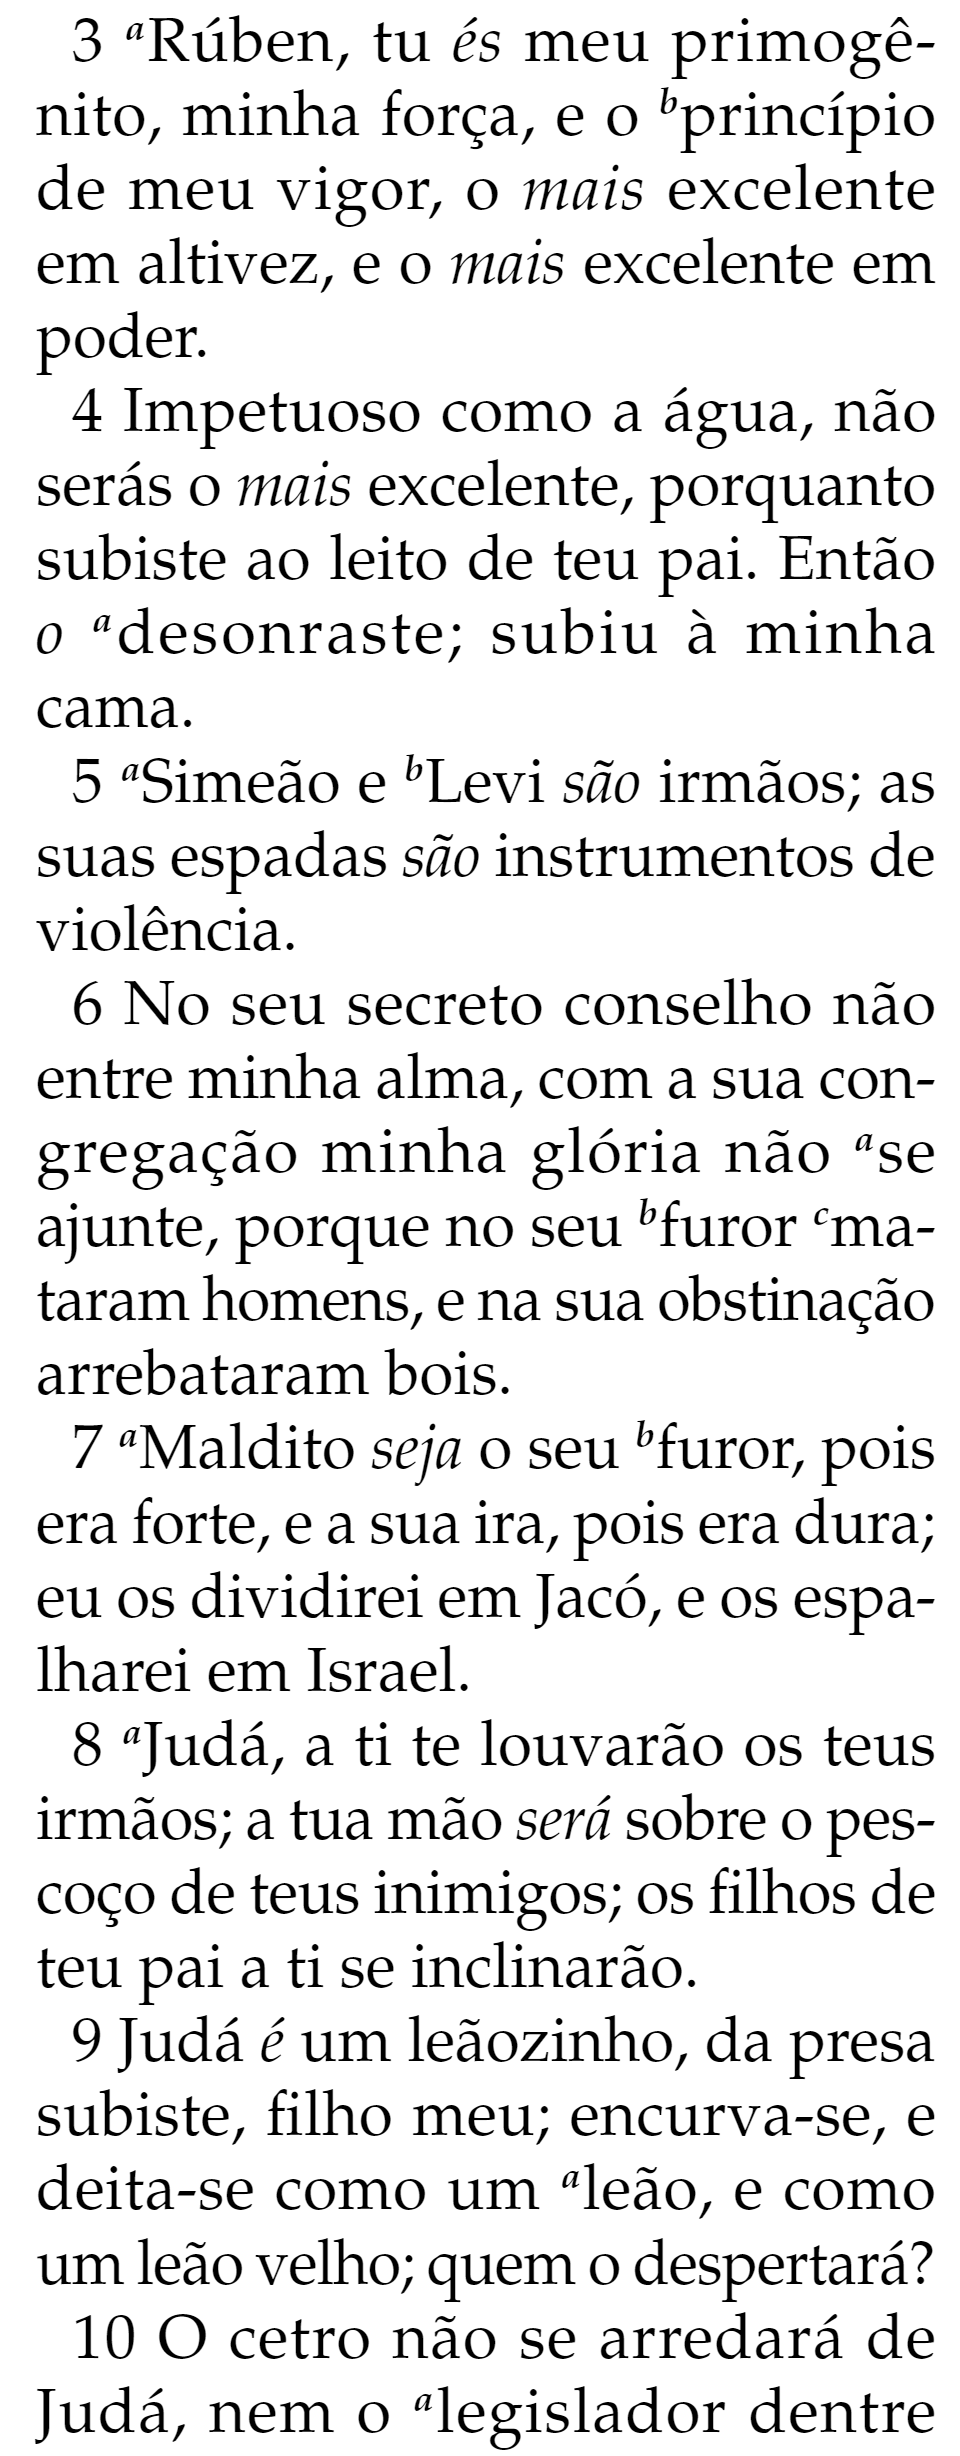 3 ᵃRúben, tu és meu primogê-
nito, minha força, e o ᵇprincípio
de meu vigor, o mais excelente
em altivez, e o mais excelente em
poder.
4 Impetuoso como a água, não
serás o mais excelente, porquanto
subiste ao leito de teu pai. Então
o ᵃdesonraste; subiu à minha
cama.
5 ᵃSimeão e ᵇLevi são irmãos; as
suas espadas são instrumentos de
violência.
6 No seu secreto conselho não
entre minha alma, com a sua con-
gregação minha glória não ᵃse
ajunte, porque no seu ᵇfuror ᶜma-
taram homens, e na sua obstinação
arrebataram bois.
7 ᵃMaldito seja o seu ᵇfuror, pois
era forte, e a sua ira, pois era dura;
eu os dividirei em Jacó, e os espa-
lharei em Israel.
8 ᵃJudá, a ti te louvarão os teus
irmãos; a tua mão será sobre o pes-
coço de teus inimigos; os filhos de
teu pai a ti se inclinarão.
9 Judá é um leãozinho, da presa
subiste, filho meu; encurva-se, e
deita-se como um ᵃleão, e como
um leão velho; quem o despertará?
10 O cetro não se arredará de
Judá, nem o ᵃlegislador dentre